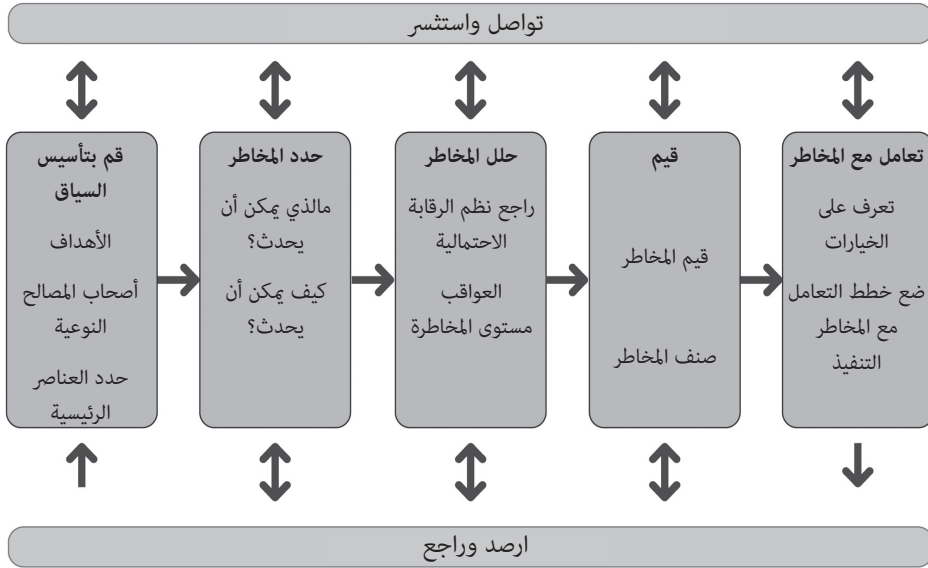 تواصل واستثسر
قم بتأسيس
السياق
الأهداف
أصحاب المصالح
النوعية
حدد العناصر
الرئيسية
حدد المخاطر
مالذي يمكن أن
يحدث؟
كيف يمكن أن
يحدث؟
حلل المخاطر
راجع نظم الرقابة
الاحتمالية
العواقب
مستوى المخاطرة
قيم
قيم المخاطر
صنف المخاطر
تعامل مع المخاطر
تعرف على
الخيارات
ضع خطط التعامل
مع المخاطر
التنفيذ
ارصد وراجع